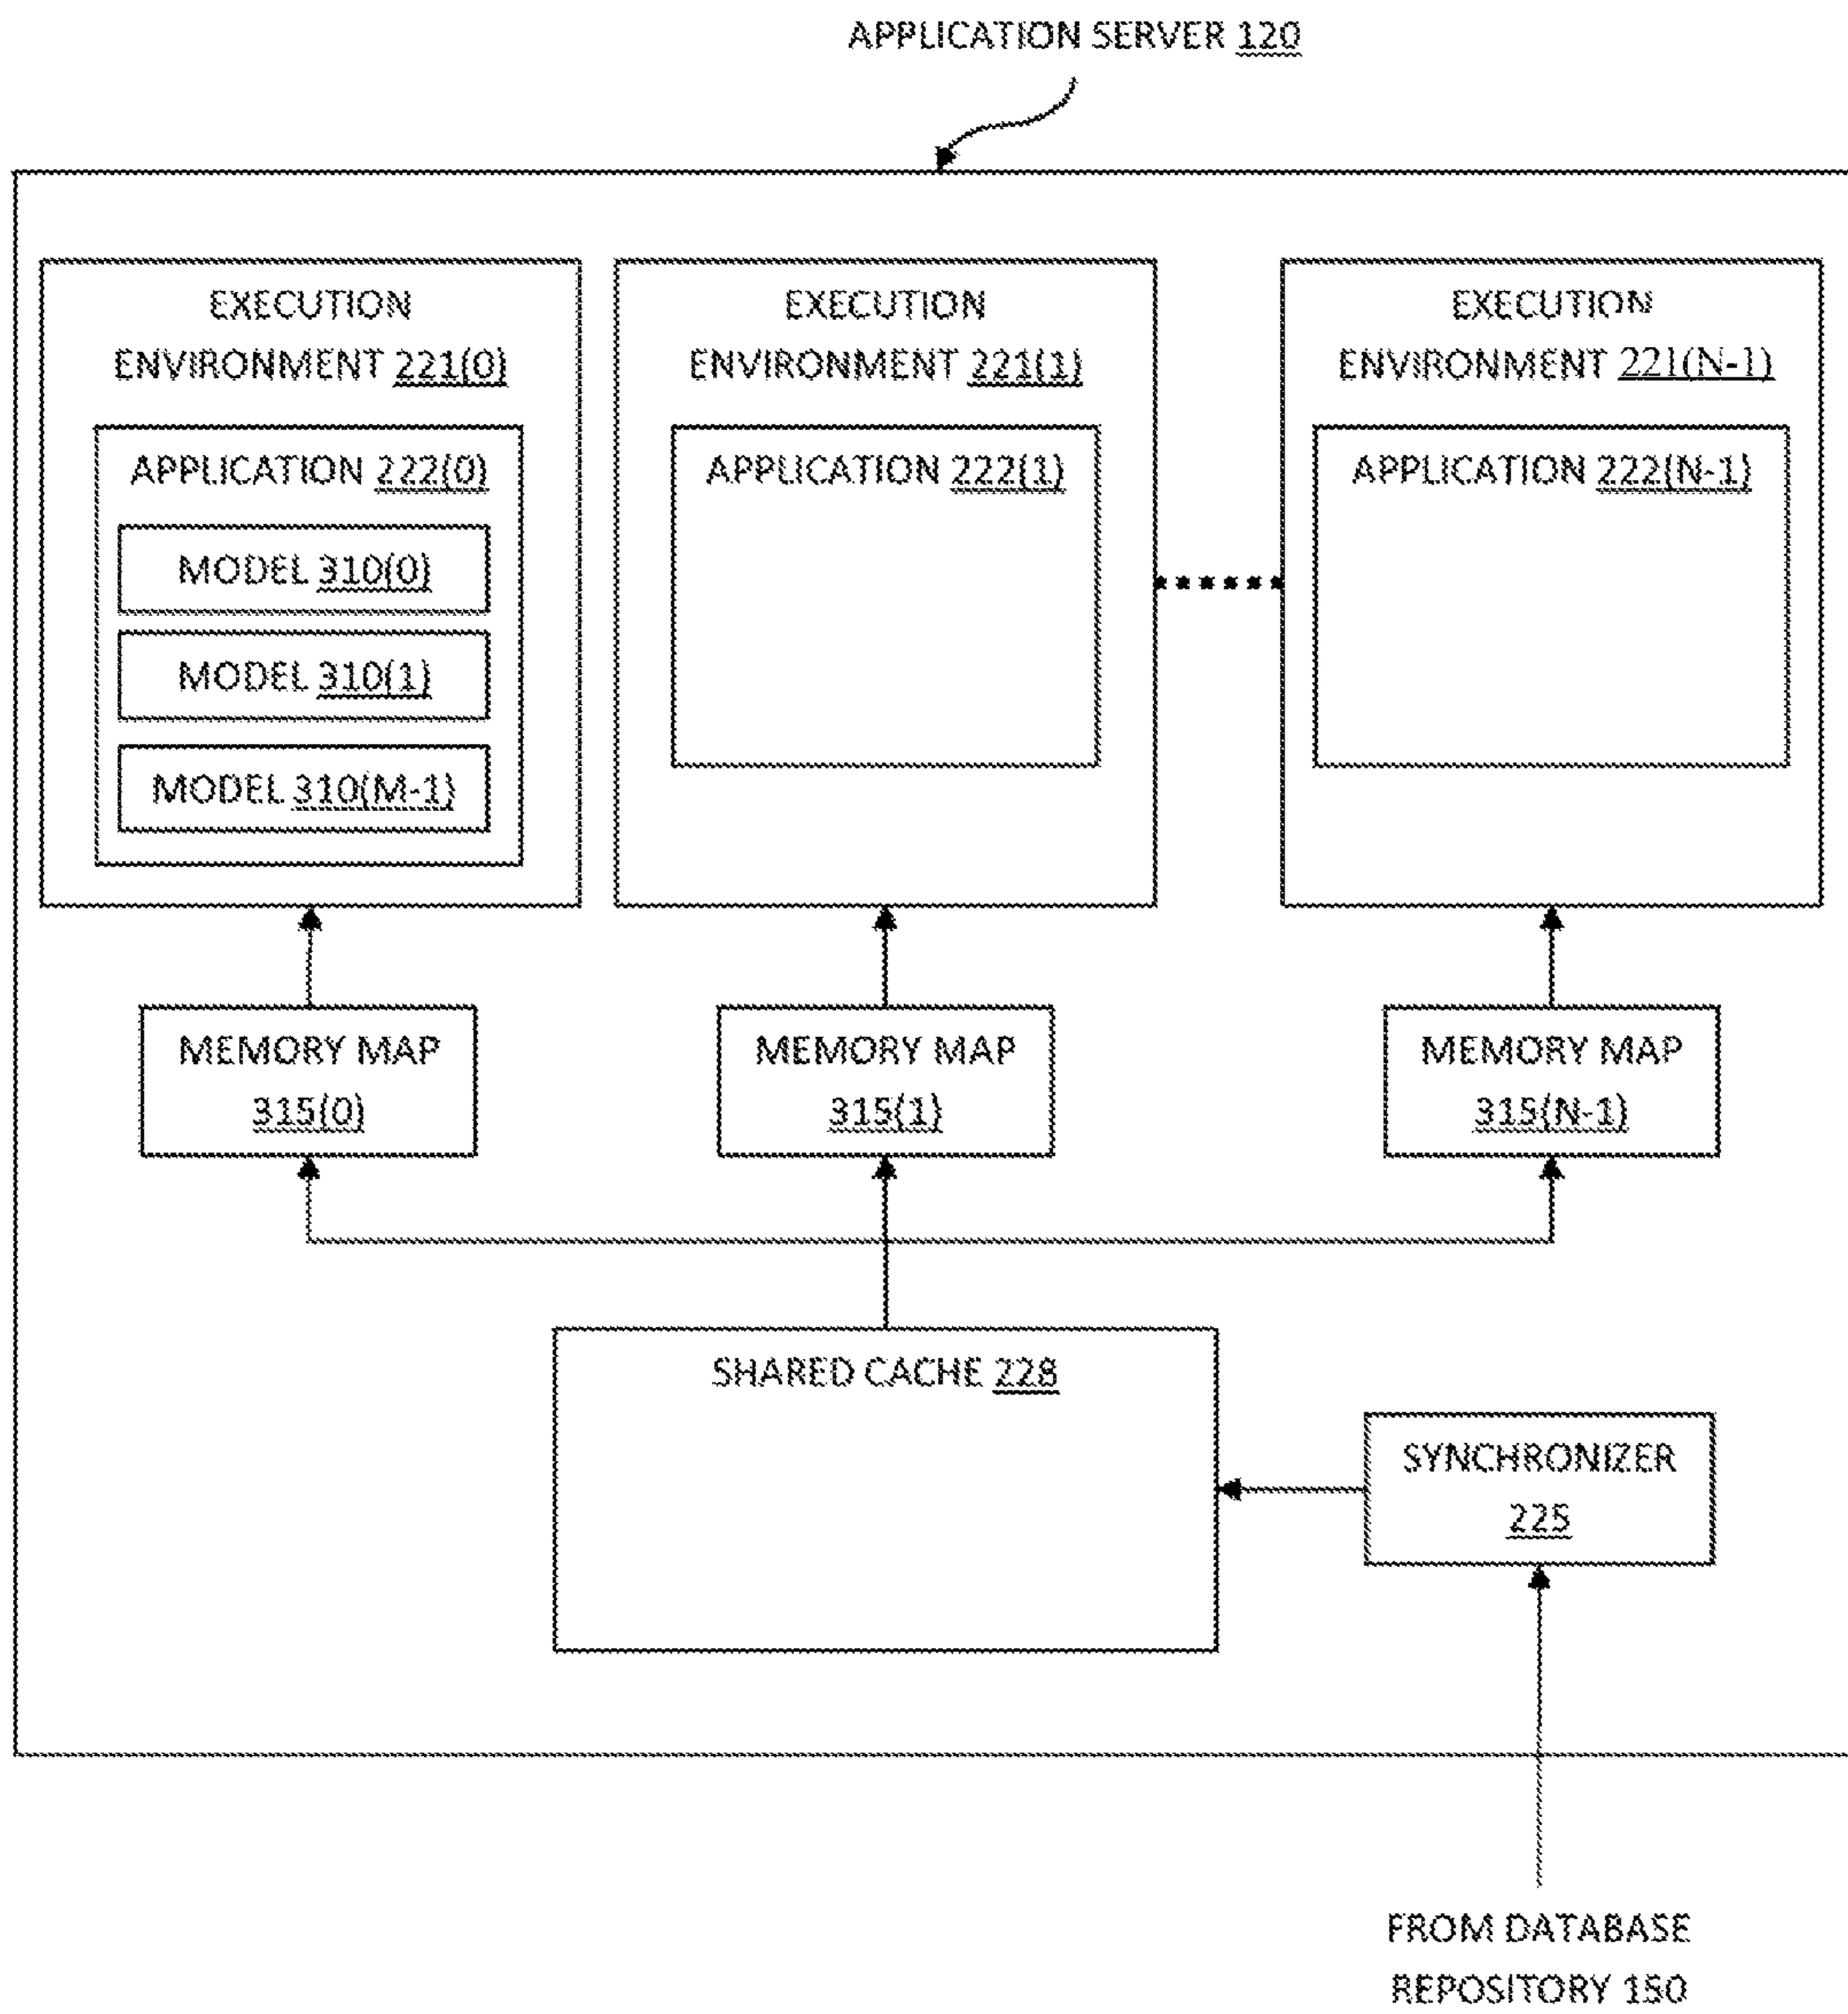 APPLICATION SERVER 120
EXECUTION
ENVIRONMENT 221(0)
APPLICATION 222(0)
MODEL 310(0)
MODEL 310(1)
MODEL 310(M-1)
EXECUTION
ENVIRONMENT 221(1)
APPLICATION 222(1)
EXECUTION
ENVIRONMENT 221(N-1)
APPLICATION 222(N-1)
MEMORY MAP
315(0)
MEMORY MAP
315(1)
MEMORY MAP
315(N-1)
SHARED CACHE 228
SYNCHRONIZER
225
FROM DATABASE
REPOSITORY 150